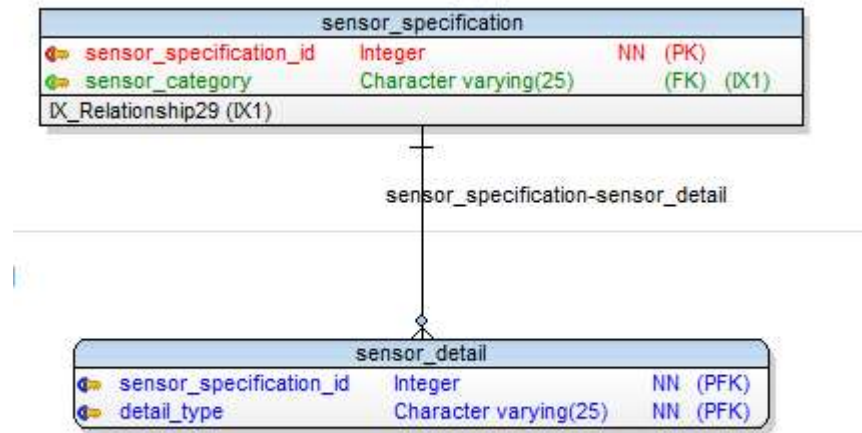 sensor_specification
sensor_specification_id Integer NN (PK)
sensor_category Character varying(25) (FK) (IX1)
IX_Relationship29 (IX1)
sensor_specification-sensor_detail
sensor_detail
sensor_specification_id Integer NN (PFK)
detail_type Character varying(25) NN (PFK)